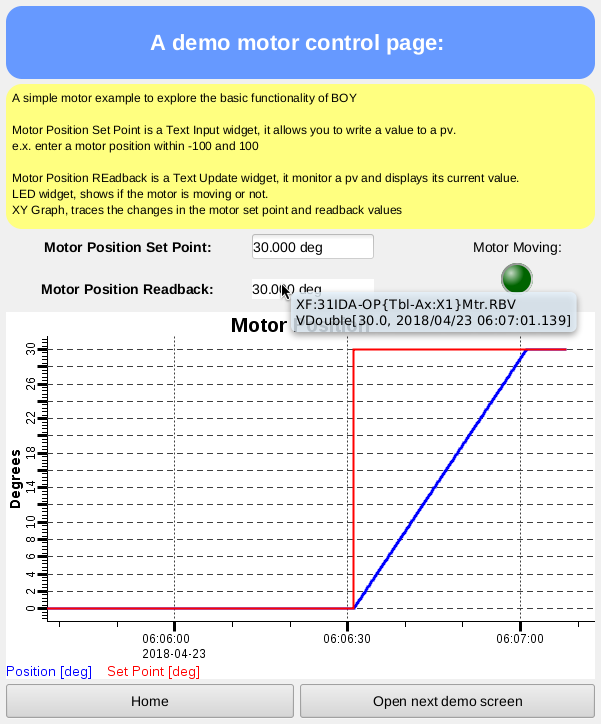 A demo motor control page:
A simple motor example to explore the basic functionality of BOY
Motor Position Set Point is a Text Input widget, it allows you to write a value to a pv.
e.x. enter a motor position within -100 and 100
Motor Position REadback is a Text Update widget, it monitor a pv and displays its current value.
LED widget, shows if the motor is moving or not.
XY Graph, traces the changes in the motor set point and readback values
Motor Position Set Point: 30.000 deg Motor Moving:
Motor Position Readback: 30.000 deg
XF:31IDA-OP{Tbl-Ax:X1}Mtr.RBV
VDouble[30.0, 2018/04/23 06:07:01.139]
Motor Position
Degrees
30
26
22
18
14
10
8
6
4
2
0
06:06:00 06:06:30 06:07:00
2018-04-23
Position [deg] Set Point [deg]
Home Open next demo screen